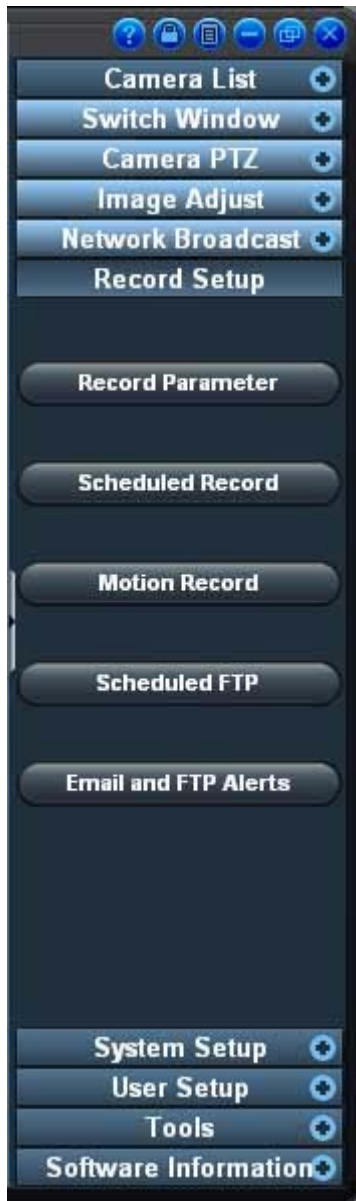 ?
Camera List
Switch Window
Camera PTZ
Image Adjust
Network Broadcast
Record Setup
Record Parameter
Scheduled Record
Motion Record
Scheduled FTP
Email and FTP Alerts
System Setup
User Setup
Tools
Software Information